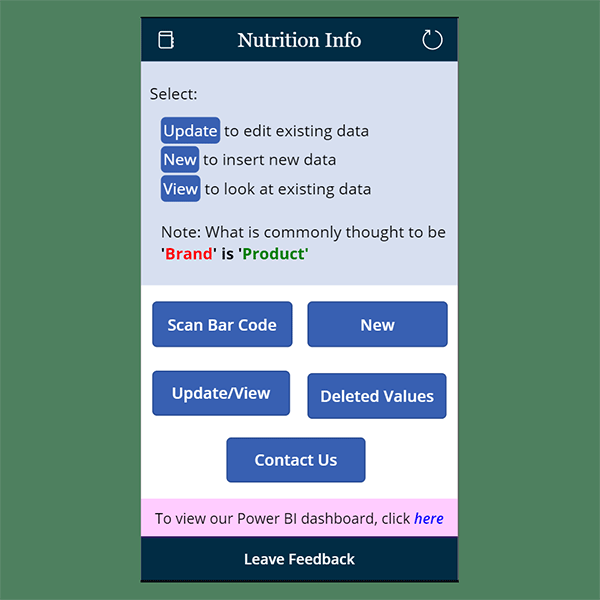 Nutrition Info
Select:
Update to edit existing data
New to insert new data
View to look at existing data
Note: What is commonly thought to be
'Brand' is 'Product'
Scan Bar Code
New
Update/View
Deleted Values
Contact Us
To view our Power BI dashboard, click here
Leave Feedback